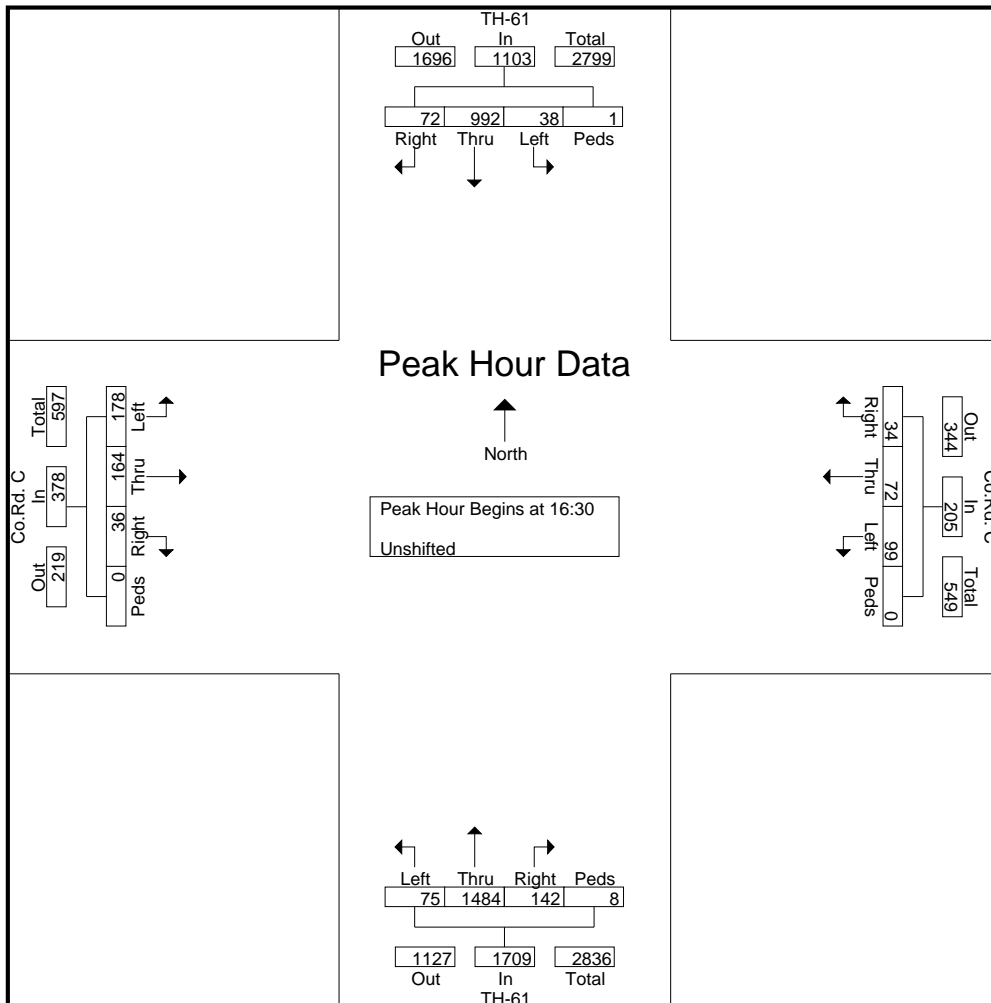 TH-61
Out In Total
1696 1103 2799
72 992 38 1
Right Thru Left Peds
Peak Hour Data
North
Peak Hour Begins at 16:30
Unshifted
Co.Rd. C
Total In Out
597 378 219
178 164 36 0
Left Thru Right Peds
Right Thru Left Peds
34 72 99 0
Out In Total
344 205 549
Co.Rd. C
Left Thru Right Peds
75 1484 142 8
1127 1709 2836
Out In Total
TH-61